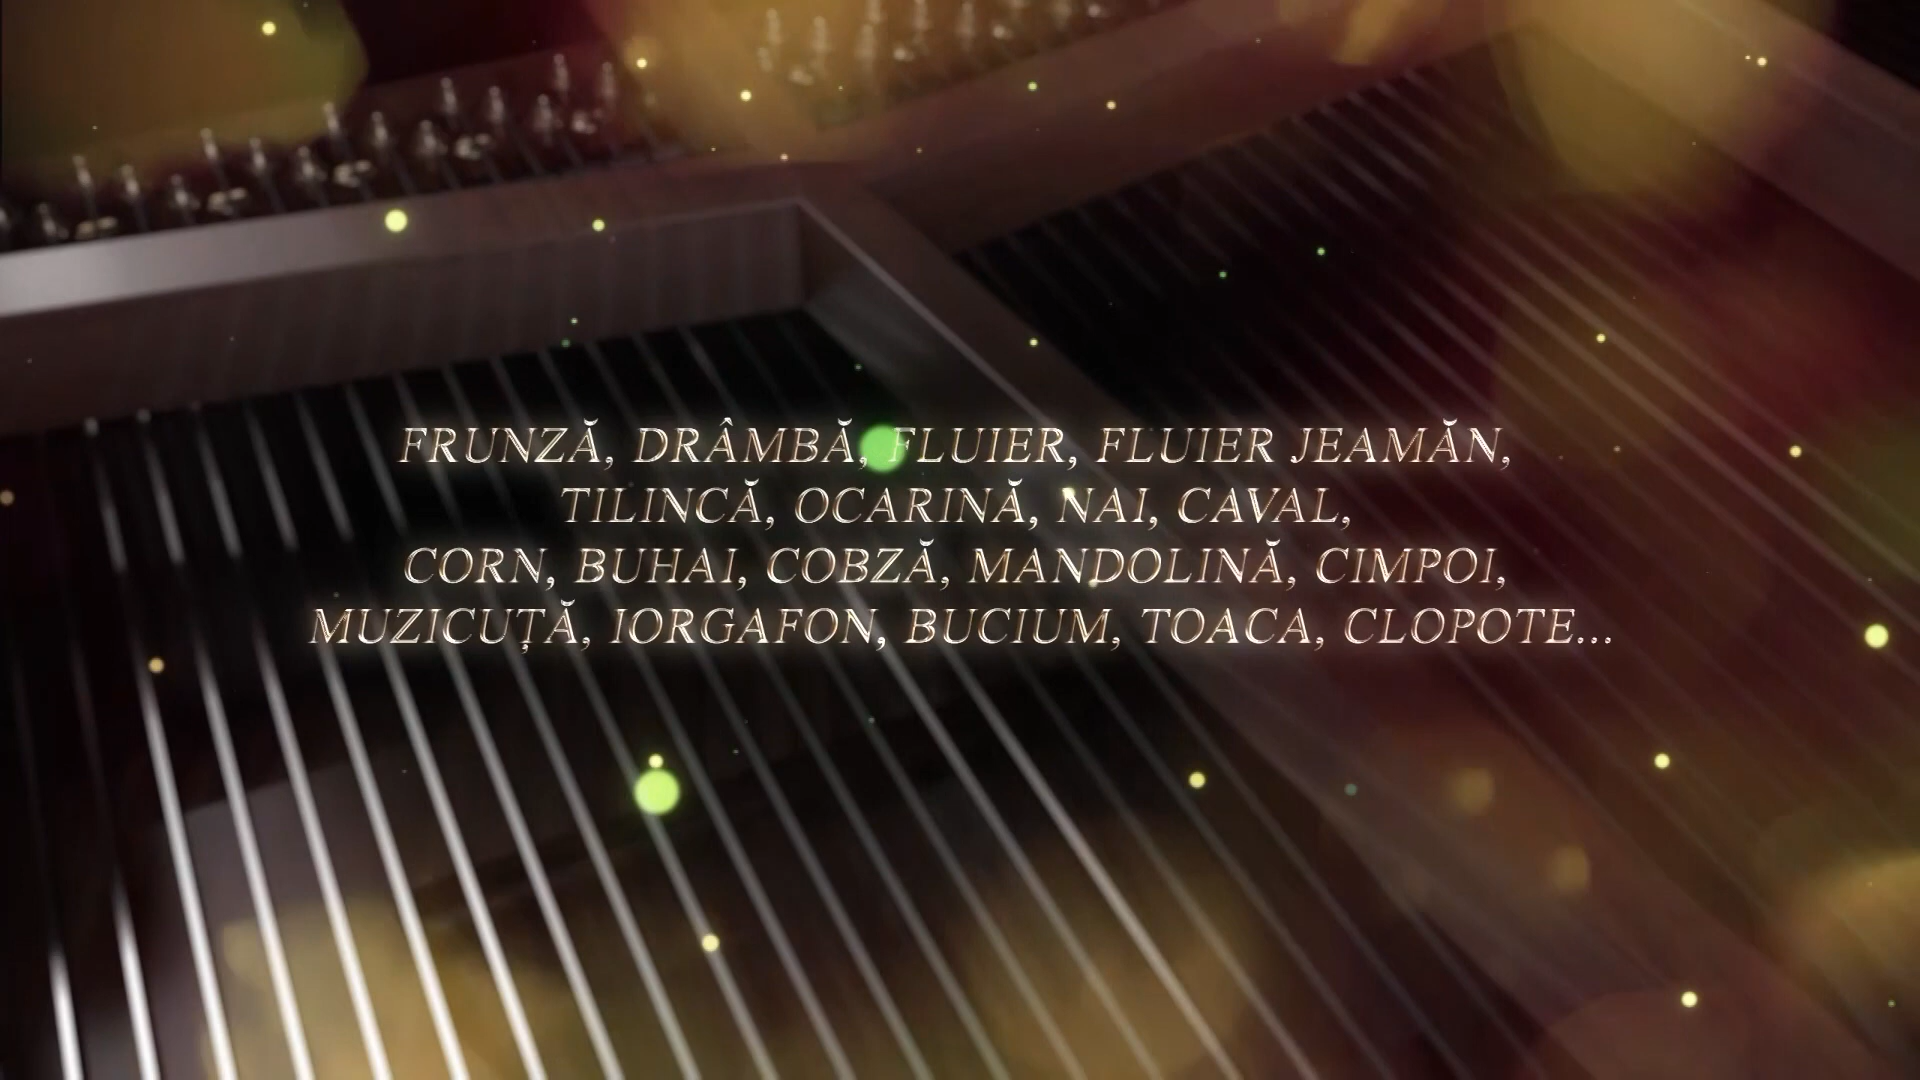 FRUNZĂ, DRÂMBĂ, FLUIER, FLUIER JEAMĂN,
TILINCĂ, OCARINĂ, NAI, CAVAL,
CORN, BUHAI, COBZĂ, MANDOLINĂ, CIMPOI,
MUZICUȚĂ, IORGAFON, BUCIUM, TOACA, CLOPOTE...